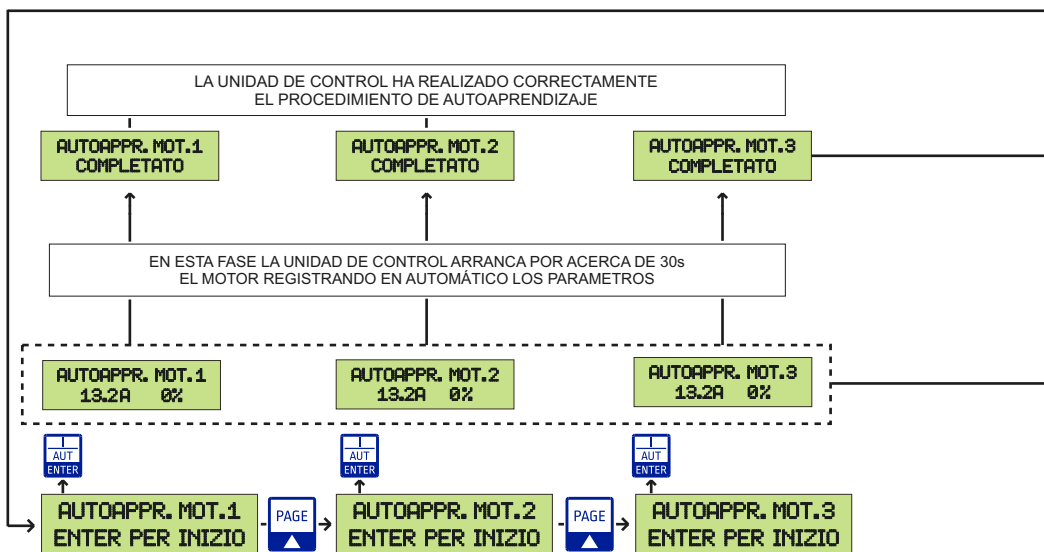 LA UNIDAD DE CONTROL HA REALIZADO CORRECTAMENTE
EL PROCEDIMIENTO DE AUTOAPRENDIZAJE
AUTOAPPR. MOT.1
COMPLETATO
AUTOAPPR. MOT.2
COMPLETATO
AUTOAPPR. MOT.3
COMPLETATO
EN ESTA FASE LA UNIDAD DE CONTROL ARRANCA POR ACERCA DE 30s
EL MOTOR REGISTRANDO EN AUTOMÁTICO LOS PARAMETROS
AUTOAPPR. MOT.1
13.2A 0%
AUTOAPPR. MOT.2
13.2A 0%
AUTOAPPR. MOT.3
13.2A 0%
I
AUT
ENTER
I
AUT
ENTER
I
AUT
ENTER
AUTOAPPR. MOT.1
ENTER PER INIZIO
PAGE
AUTOAPPR. MOT.2
ENTER PER INIZIO
PAGE
AUTOAPPR. MOT.3
ENTER PER INIZIO